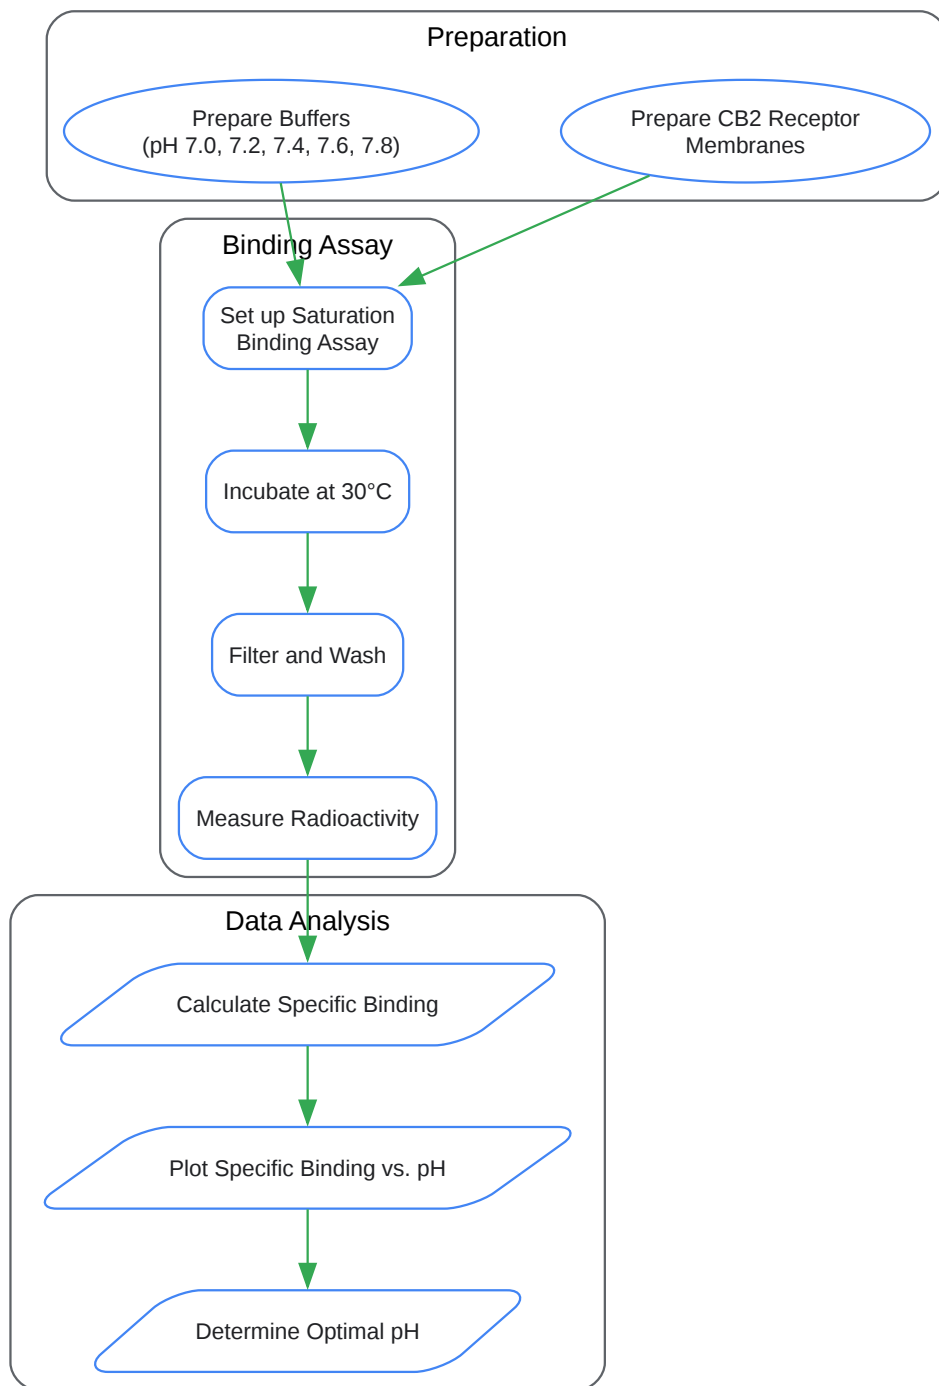 Preparation
Prepare Buffers
(pH 7.0, 7.2, 7.4, 7.6, 7.8)
Prepare CB2 Receptor
Membranes
Binding Assay
Set up Saturation
Binding Assay
Incubate at 30°C
Filter and Wash
Measure Radioactivity
Data Analysis
Calculate Specific Binding
Plot Specific Binding vs. pH
Determine Optimal pH